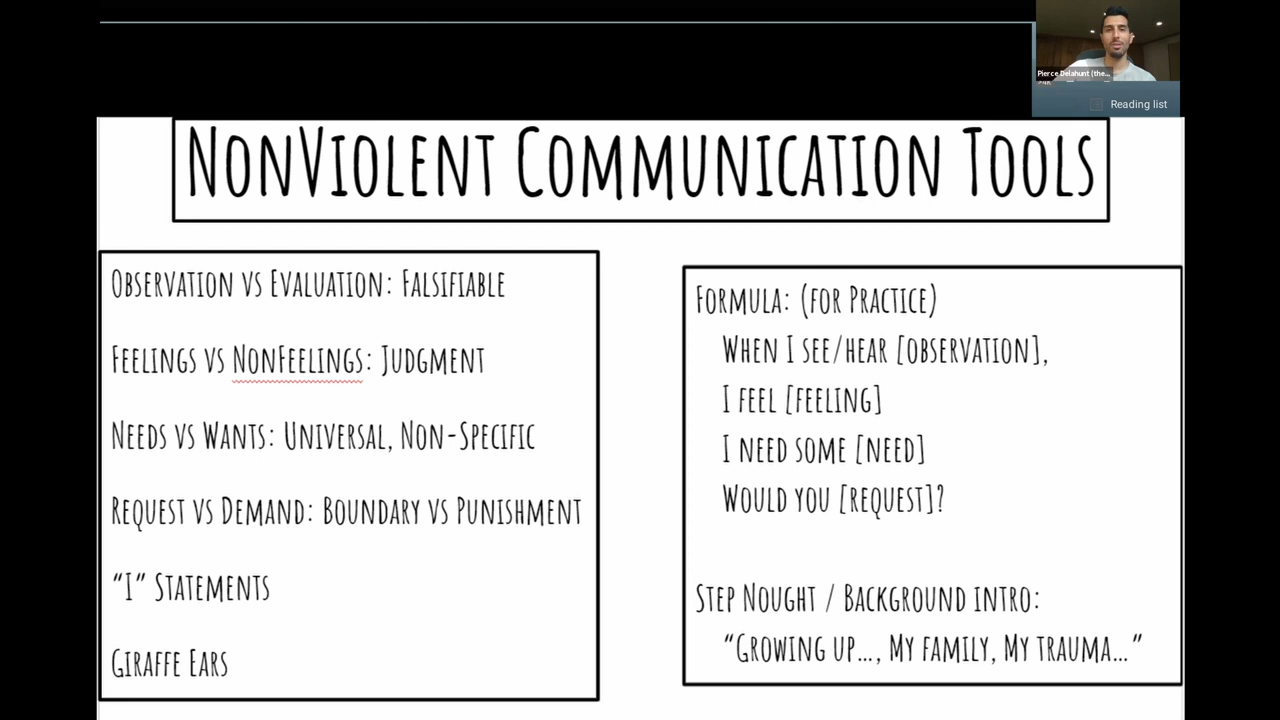 Pierce Delahunt (the...
Reading list
NonViolent Communication Tools
Observation vs Evaluation: Falsifiable
Feelings vs NonFeelings: Judgment
Needs vs Wants: Universal, Non-Specific
Request vs Demand: Boundary vs Punishment
“I” Statements
Giraffe Ears
Formula: (for Practice)
When I see/hear [observation],
I feel [feeling]
I need some [need]
Would you [request]?
Step Nought / Background intro:
“Growing up…, My family, My trauma…”